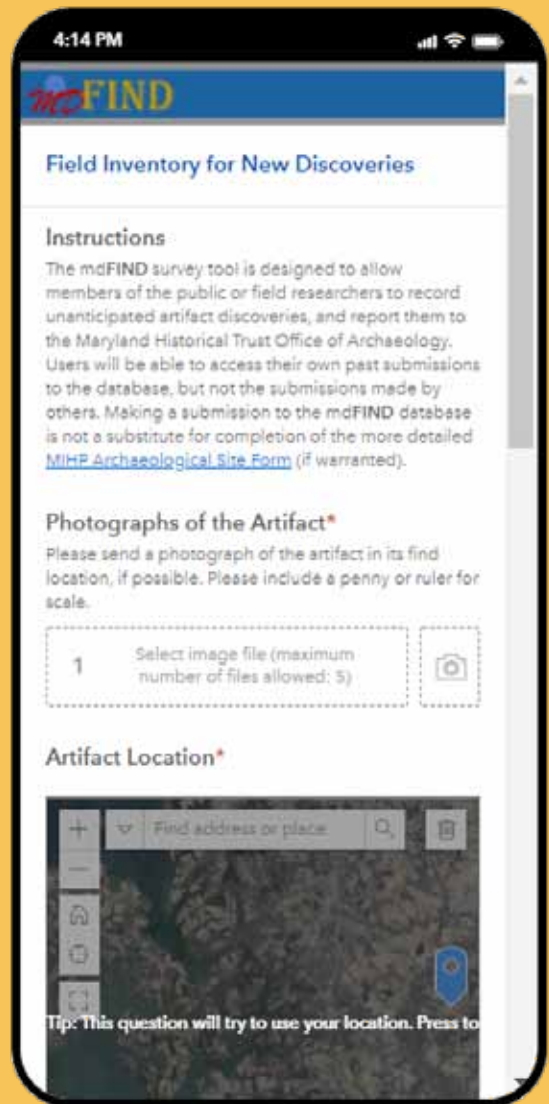 4:14 PM
mdFIND
Field Inventory for New Discoveries
Instructions
The mdFIND survey tool is designed to allow
members of the public or field researchers to record
unanticipated artifact discoveries, and report them to
the Maryland Historical Trust Office of Archaeology.
Users will be able to access their own past submissions
to the database, but not the submissions made by
others. Making a submission to the mdFIND database
is not a substitute for completion of the more detailed
MIHP Archaeological Site Form (if warranted).
Photographs of the Artifact*
Please send a photograph of the artifact in its find
location, if possible. Please include a penny or ruler for
scale.
1 Select image file (maximum
number of files allowed: 5)
Artifact Location*
Find address or place
Tip: This question will try to use your location. Press to